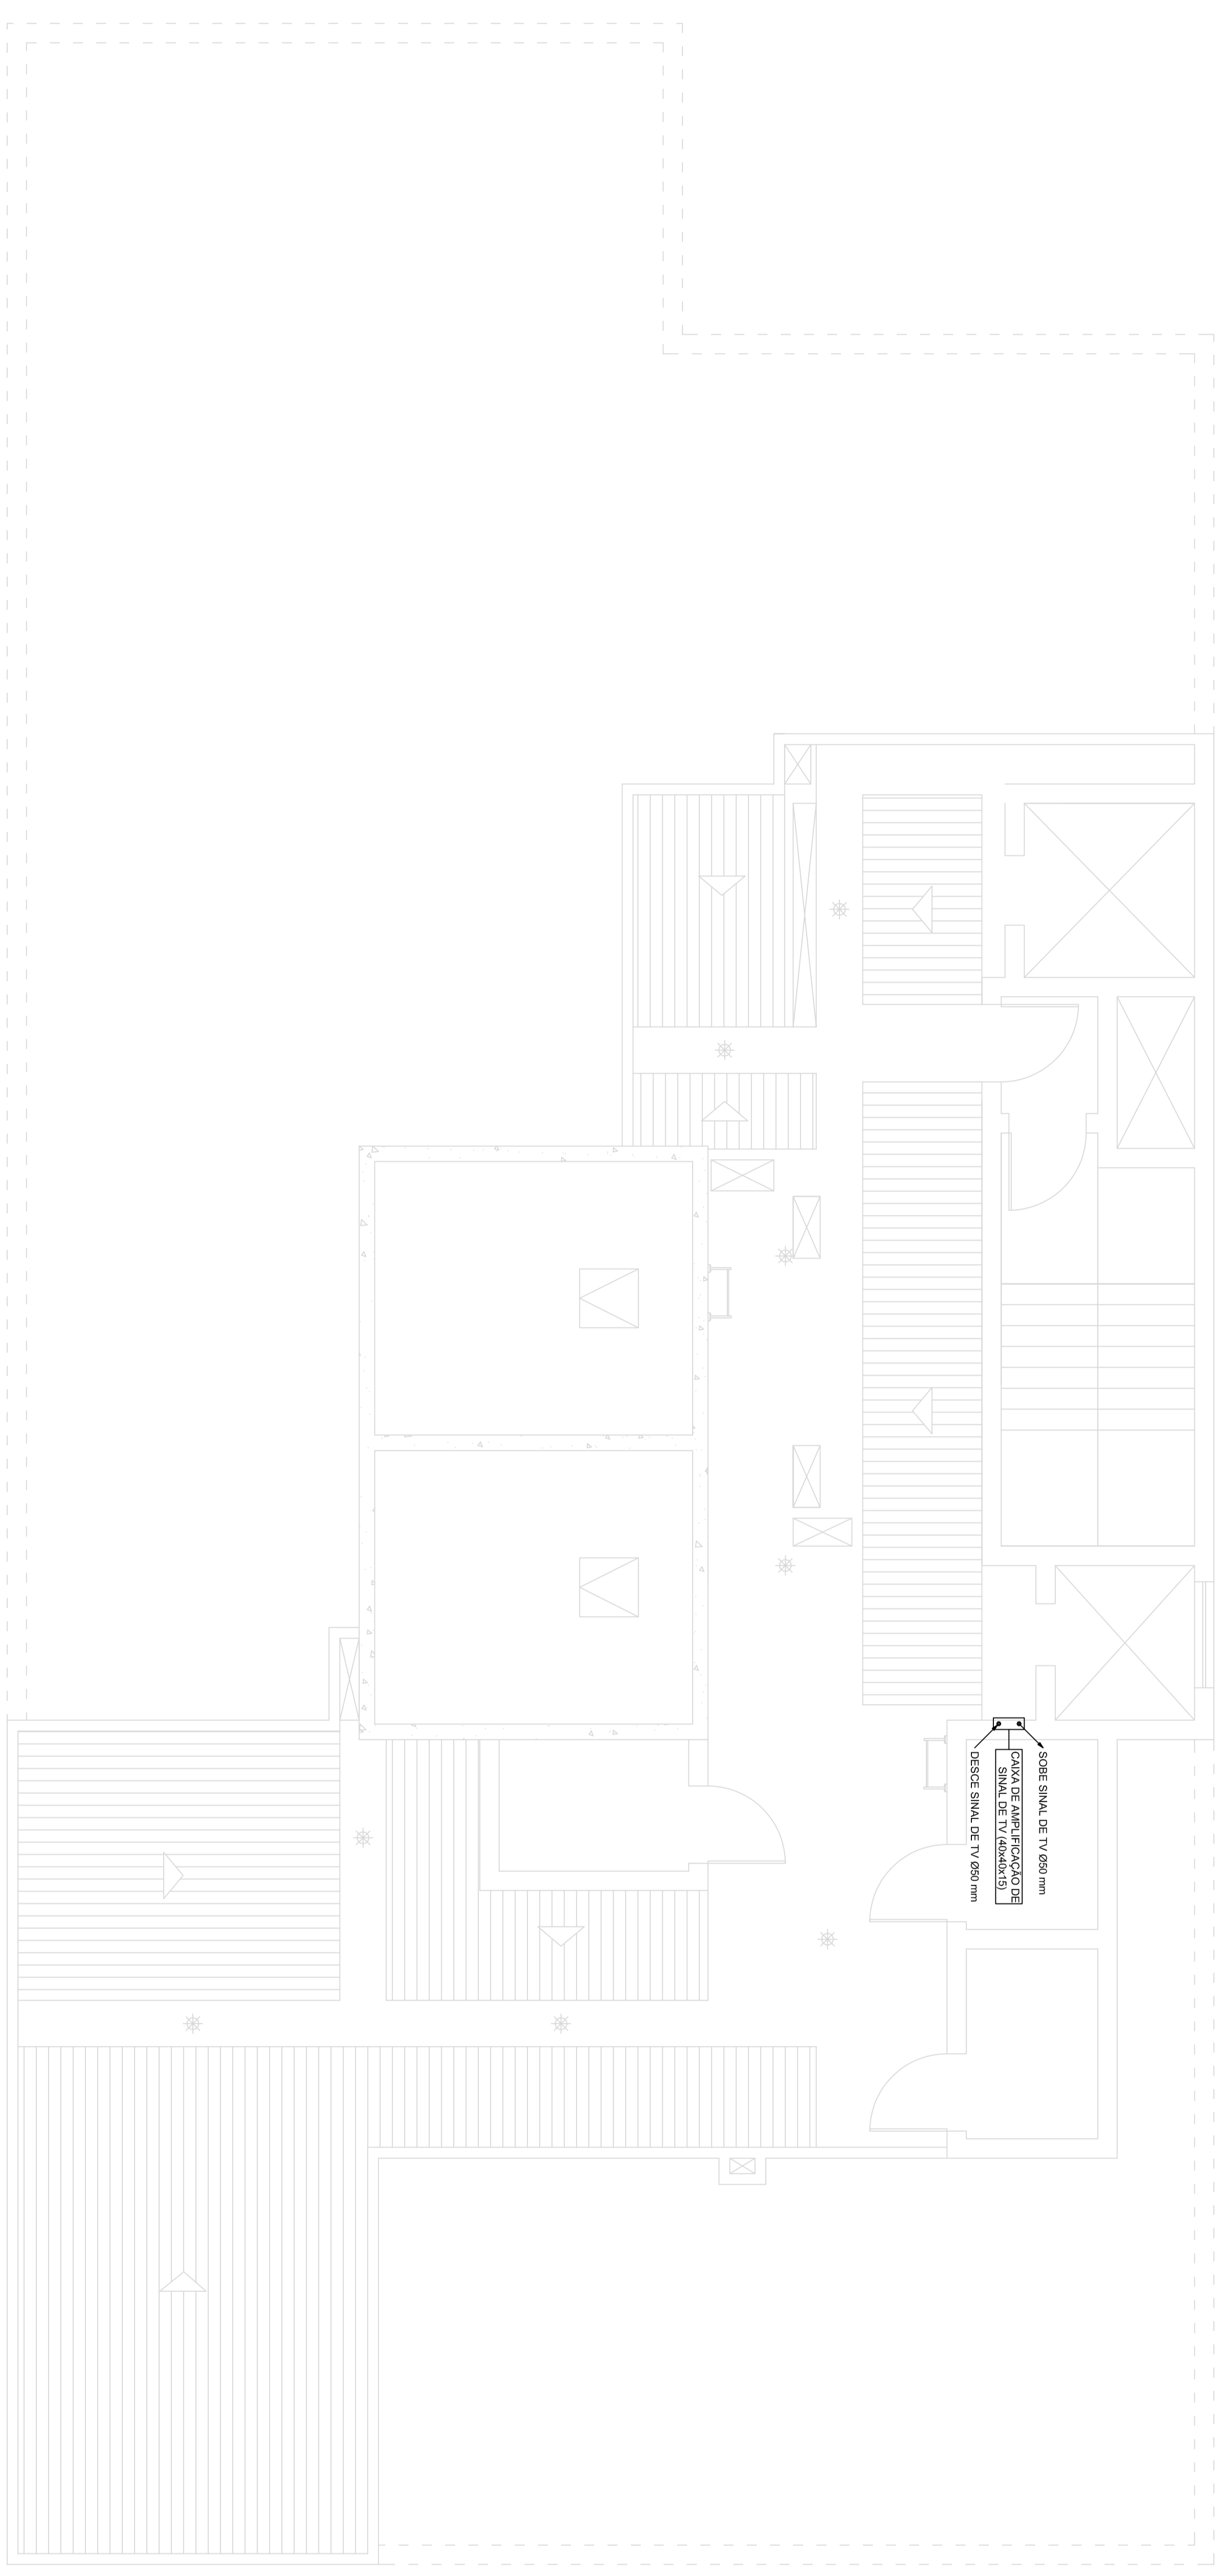 SOBE SINAL DE TV Ø50 mm
CAIXA DE AMPLIFICAÇÃO DE
SINAL DE TV (40x40x15)
DESCE SINAL DE TV Ø50 mm